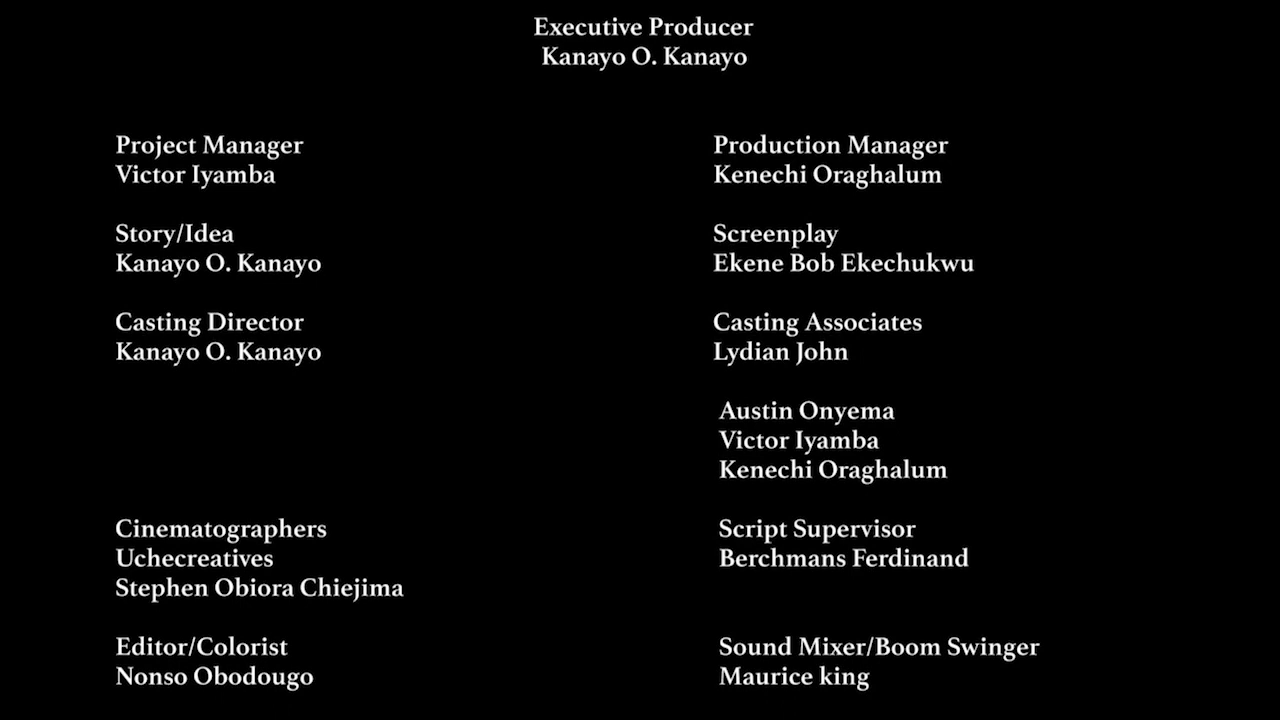 Executive Producer
Kanayo O. Kanayo
Project Manager
Victor Iyamba
Production Manager
Kenechi Oraghalum
Story/Idea
Kanayo O. Kanayo
Screenplay
Ekene Bob Ekechukwu
Casting Director
Kanayo O. Kanayo
Casting Associates
Lydian John
Austin Onyema
Victor Iyamba
Kenechi Oraghalum
Cinematographers
Uchecreatives
Stephen Obiora Chiejima
Script Supervisor
Berchmans Ferdinand
Editor/Colorist
Nonso Obodougo
Sound Mixer/Boom Swinger
Maurice king